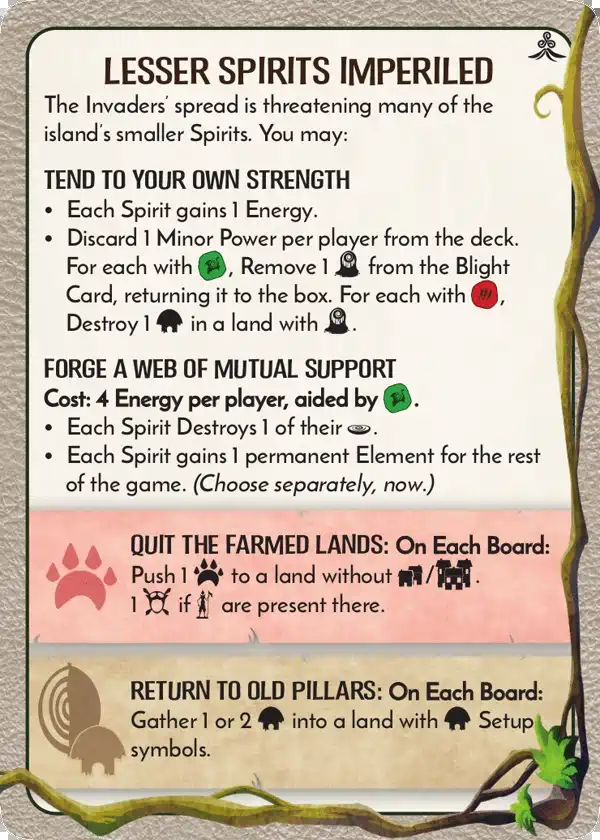 LESSER SPIRITS IMPERILED
The Invaders' spread is threatening many of the
island's smaller Spirits. You may:
TEND TO YOUR OWN STRENGTH
• Each Spirit gains 1 Energy.
• Discard 1 Minor Power per player from the deck.
For each with , Remove 1 from the Blight
Card, returning it to the box. For each with ,
Destroy 1 in a land with .
FORGE A WEB OF MUTUAL SUPPORT
Cost: 4 Energy per player, aided by .
• Each Spirit Destroys 1 of their .
• Each Spirit gains 1 permanent Element for the rest
of the game. (Choose separately, now.)
QUIT THE FARMED LANDS: On Each Board:
Push 1 to a land without / .
1 if are present there.
RETURN TO OLD PILLARS: On Each Board:
Gather 1 or 2 into a land with Setup
symbols.